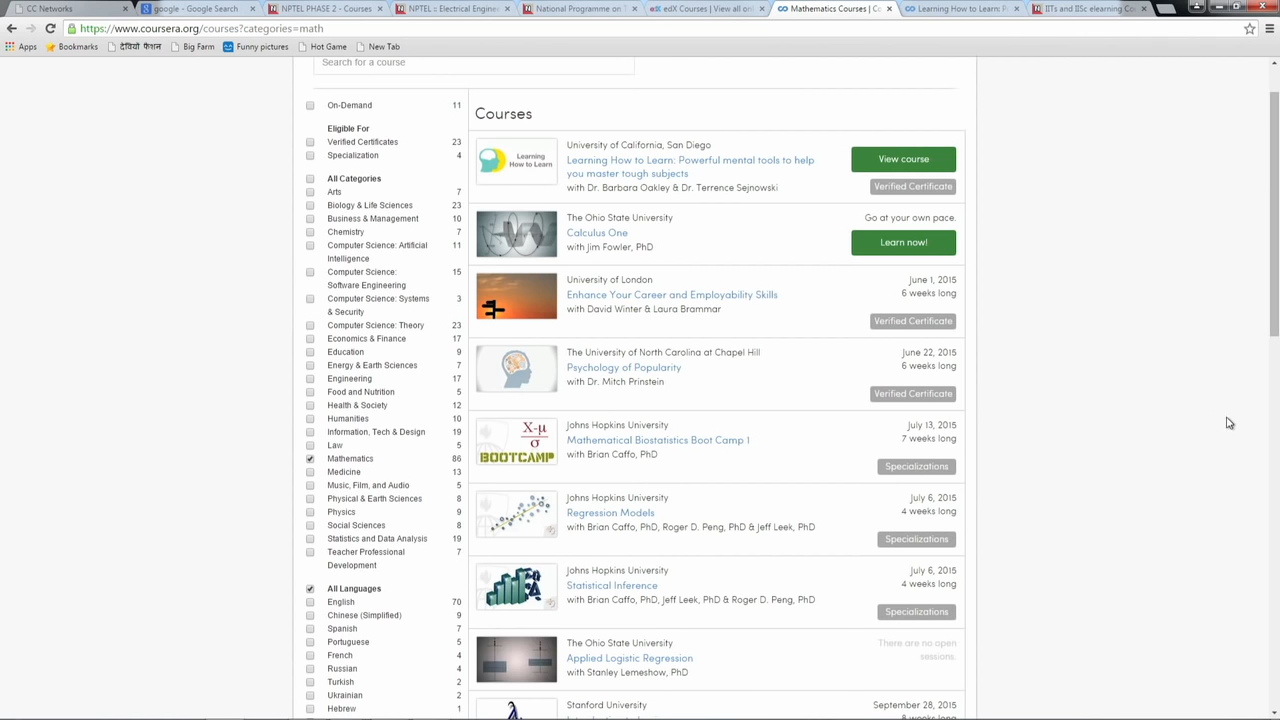 CC Networks
google - Google Search
NPTEL PHASE 2 - Courses
NPTEL :: Electrical Engine
National Programme on T
edX Courses | View all on
Mathematics Courses | Co
Learning How to Learn: P
IITs and IISc elearning Co
https://www.coursera.org/courses?categories=math
Apps
Bookmarks
देवियो फैशन
Big Farm
Funny pictures
Hot Game
New Tab
Search for a course
On-Demand 11
Eligible For
Verified Certificates 23
Specialization 4
All Categories
Arts 7
Biology & Life Sciences 23
Business & Management 10
Chemistry 7
Computer Science: Artificial 11
Intelligence
Computer Science: 15
Software Engineering
Computer Science: Systems 3
& Security
Computer Science: Theory 23
Economics & Finance 17
Education 9
Energy & Earth Sciences 7
Engineering 17
Food and Nutrition 5
Health & Society 12
Humanities 10
Information, Tech & Design 19
Law 5
Mathematics 86
Medicine 13
Music, Film, and Audio 5
Physical & Earth Sciences 8
Physics 9
Social Sciences 8
Statistics and Data Analysis 19
Teacher Professional 7
Development
All Languages
English 70
Chinese (Simplified) 9
Spanish 7
Portuguese 5
French 4
Russian 4
Turkish 2
Ukrainian 2
Hebrew 1
Courses
Learning
How to Learn
University of California, San Diego
Learning How to Learn: Powerful mental tools to help
you master tough subjects
with Dr. Barbara Oakley & Dr. Terrence Sejnowski
View course
Verified Certificate
The Ohio State University
Calculus One
with Jim Fowler, PhD
Go at your own pace.
Learn now!
University of London
Enhance Your Career and Employability Skills
with David Winter & Laura Brammar
June 1, 2015
6 weeks long
Verified Certificate
The University of North Carolina at Chapel Hill
Psychology of Popularity
with Dr. Mitch Prinstein
June 22, 2015
6 weeks long
Verified Certificate
X-μ
σ
BOOTCAMP
Johns Hopkins University
Mathematical Biostatistics Boot Camp 1
with Brian Caffo, PhD
July 13, 2015
7 weeks long
Specializations
Johns Hopkins University
Regression Models
with Brian Caffo, PhD, Roger D. Peng, PhD & Jeff Leek, PhD
July 6, 2015
4 weeks long
Specializations
Johns Hopkins University
Statistical Inference
with Brian Caffo, PhD, Jeff Leek, PhD & Roger D. Peng, PhD
July 6, 2015
4 weeks long
Specializations
The Ohio State University
Applied Logistic Regression
with Stanley Lemeshow, PhD
There are no open
sessions.
Stanford University
September 28, 2015